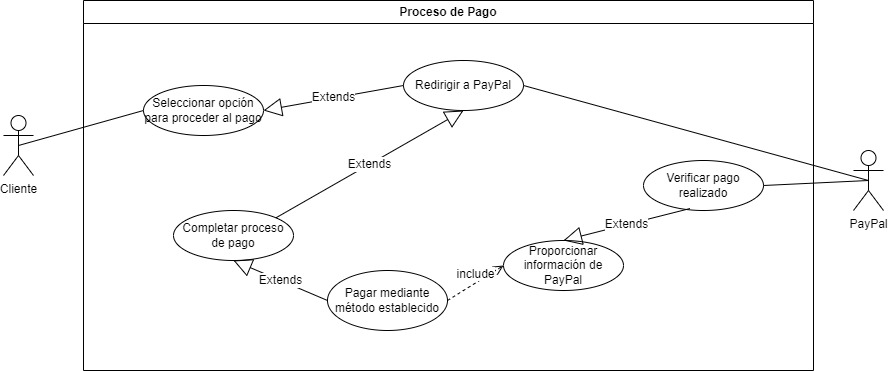 Proceso de Pago
Seleccionar opción
para proceder al pago
Extends
Redirigir a PayPal
Extends
Cliente
Verificar pago
realizado
PayPal
Completar proceso
de pago
Extends
Proporcionar
información de
PayPal
Extends
include
Pagar mediante
método establecido